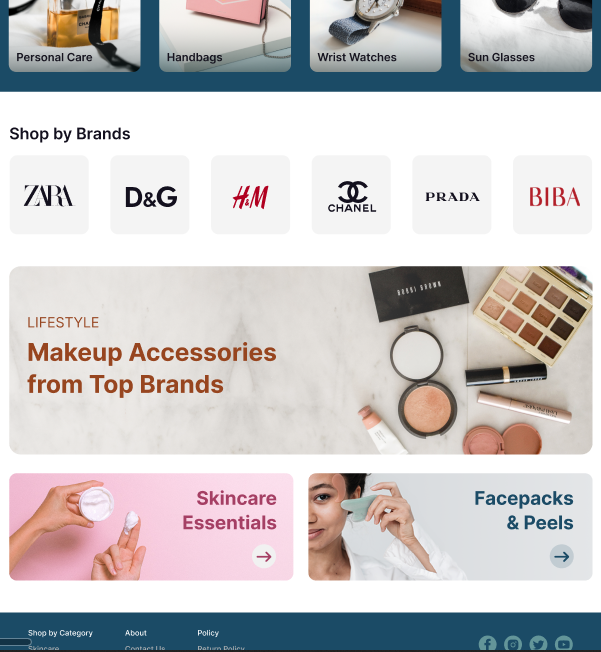 Personal Care
Handbags
Wrist Watches
Sun Glasses
Shop by Brands
ZARA
D&G
H&M
CHANEL
PRADA
BIBA
BOBBI BROWN
LIFESTYLE
Makeup Accessories
from Top Brands
Skincare
Essentials
Facepacks
& Peels
Shop by Category
About
Policy
Skincare
Contact Us
Return Policy